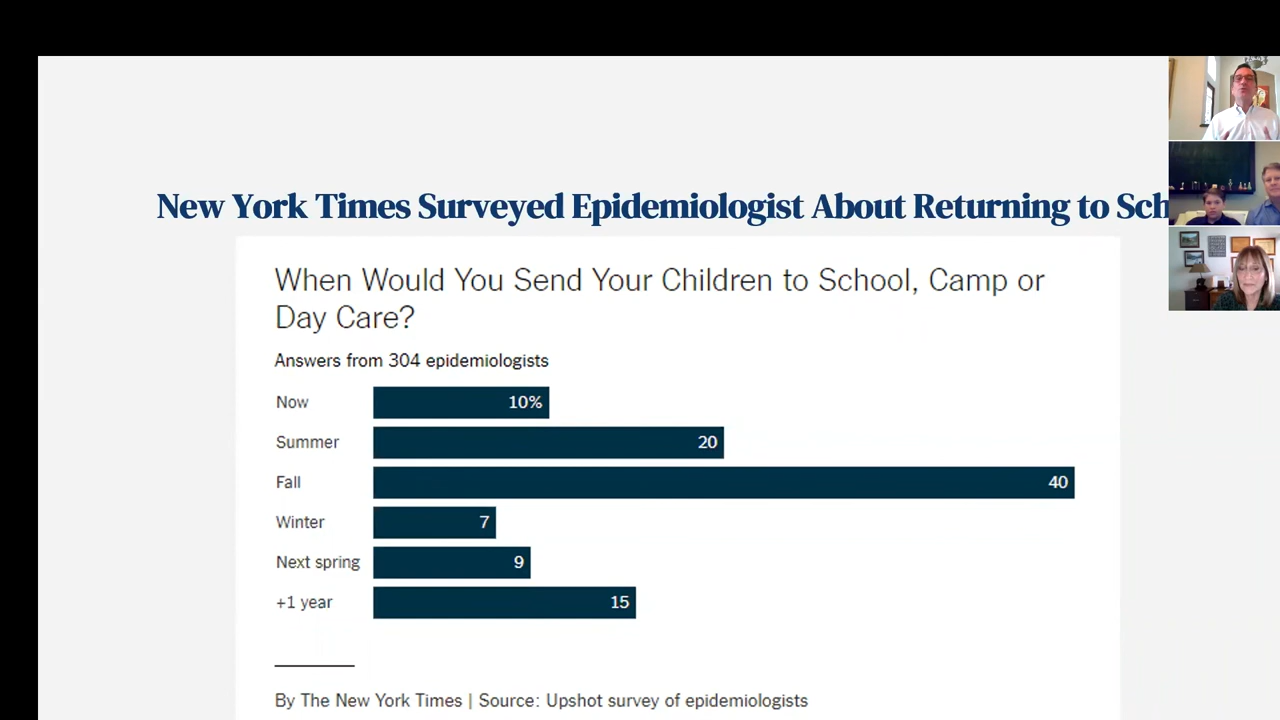 New York Times Surveyed Epidemiologist About Returning to Sch
When Would You Send Your Children to School, Camp or
Day Care?
Answers from 304 epidemiologists
Now 10%
Summer 20
Fall 40
Winter 7
Next spring 9
+1 year 15
By The New York Times | Source: Upshot survey of epidemiologists